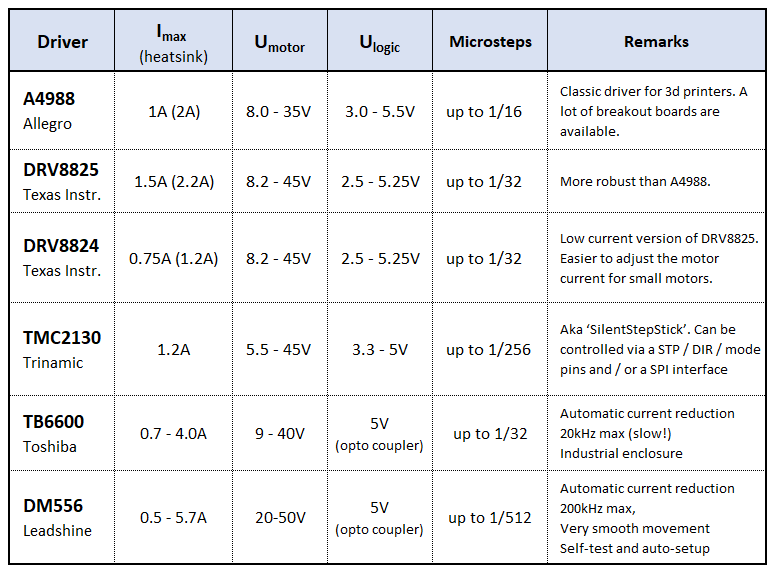 Driver
Imax
(heatsink)
Umotor
Ulogic
Microsteps
Remarks
A4988
Allegro
1A (2A)
8.0 - 35V
3.0 - 5.5V
up to 1/16
Classic driver for 3d printers. A
lot of breakout boards are
available.
DRV8825
Texas Instr.
1.5A (2.2A)
8.2 - 45V
2.5 - 5.25V
up to 1/32
More robust than A4988.
DRV8824
Texas Instr.
0.75A (1.2A)
8.2 - 45V
2.5 - 5.25V
up to 1/32
Low current version of DRV8825.
Easier to adjust the motor
current for small motors.
TMC2130
Trinamic
1.2A
5.5 - 45V
3.3 - 5V
up to 1/256
Aka ‘SilentStepStick’. Can be
controlled via a STP / DIR / mode
pins and / or a SPI interface
TB6600
Toshiba
0.7 - 4.0A
9 - 40V
5V
(opto coupler)
up to 1/32
Automatic current reduction
20kHz max (slow!)
Industrial enclosure
DM556
Leadshine
0.5 - 5.7A
20-50V
5V
(opto coupler)
up to 1/512
Automatic current reduction
200kHz max,
Very smooth movement
Self-test and auto-setup